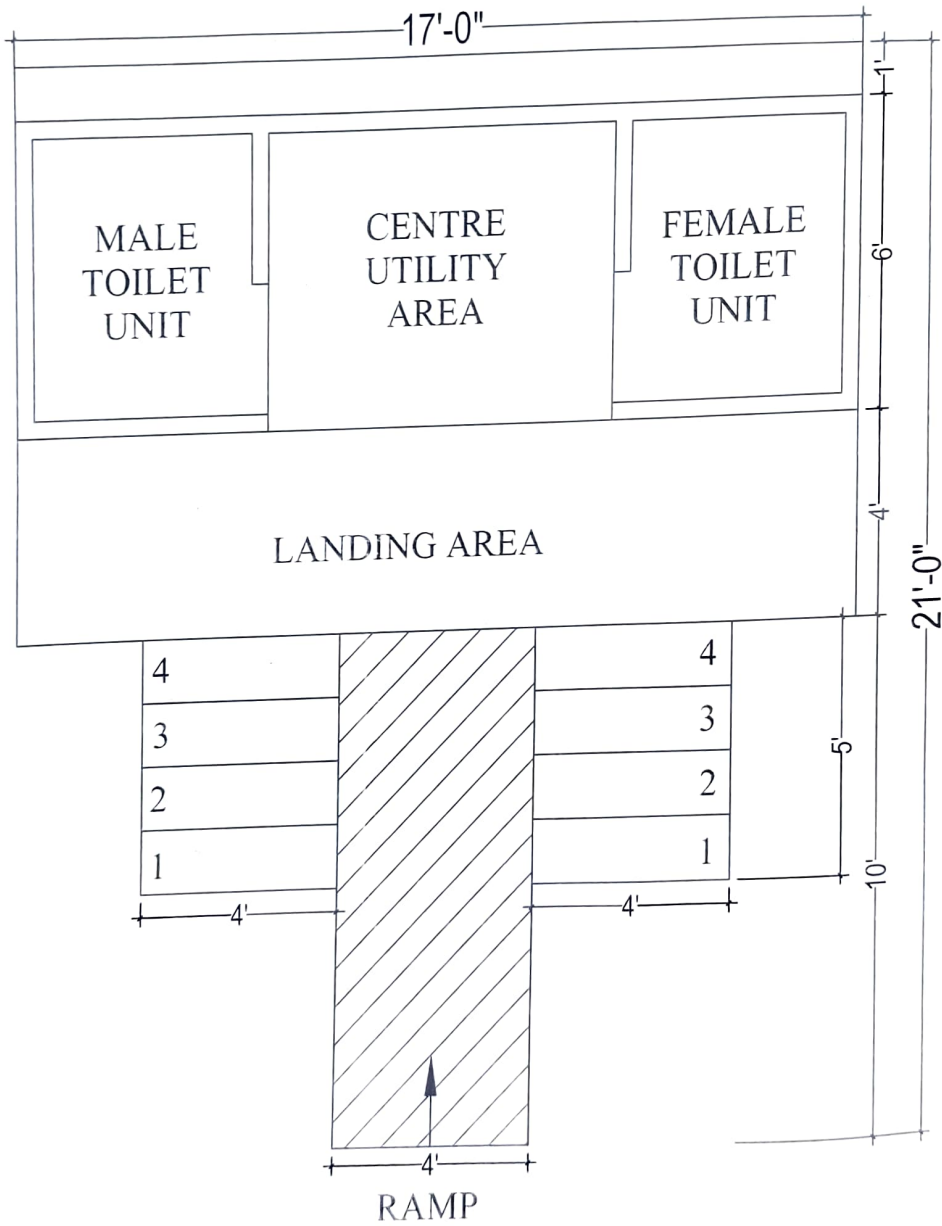 17'-0"
1'
MALE
TOILET
UNIT
CENTRE
UTILITY
AREA
FEMALE
TOILET
UNIT
6'
LANDING AREA
4'
21'-0"
4
3
2
1
4
3
2
1
5'
10'
4'
4'
4'
RAMP